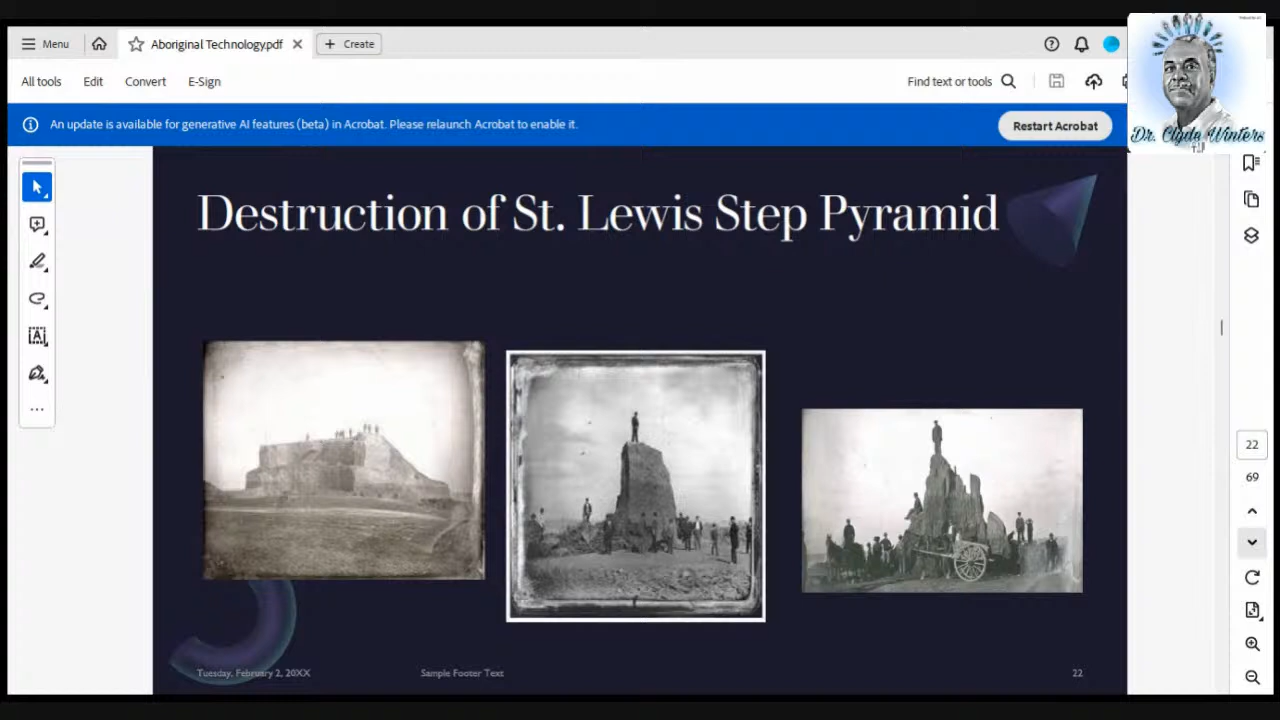 Menu
Aboriginal Technology.pdf
Create
All tools
Edit
Convert
E-Sign
Find text or tools
An update is available for generative AI features (beta) in Acrobat. Please relaunch Acrobat to enable it.
Restart Acrobat
Dr. Clyde Winters
Destruction of St. Lewis Step Pyramid
22
69
Tuesday, February 2, 20XX
Sample Footer Text
22